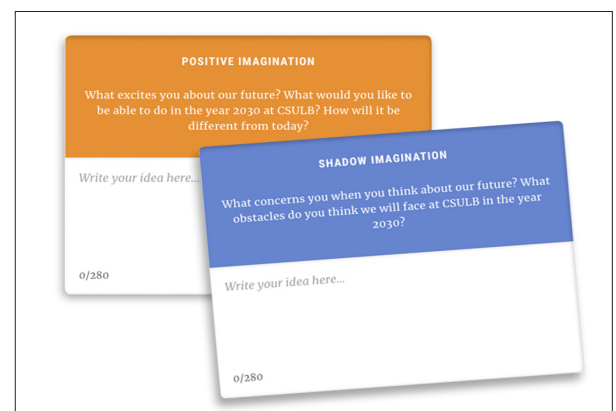 POSITIVE IMAGINATION
What excites you about our future? What would you like to
be able to do in the year 2030 at CSULB? How will it be
different from today?
Write your idea here...
0/280
SHADOW IMAGINATION
What concerns you when you think about our future? What
obstacles do you think we will face at CSULB in the year
2030?
Write your idea here...
0/280